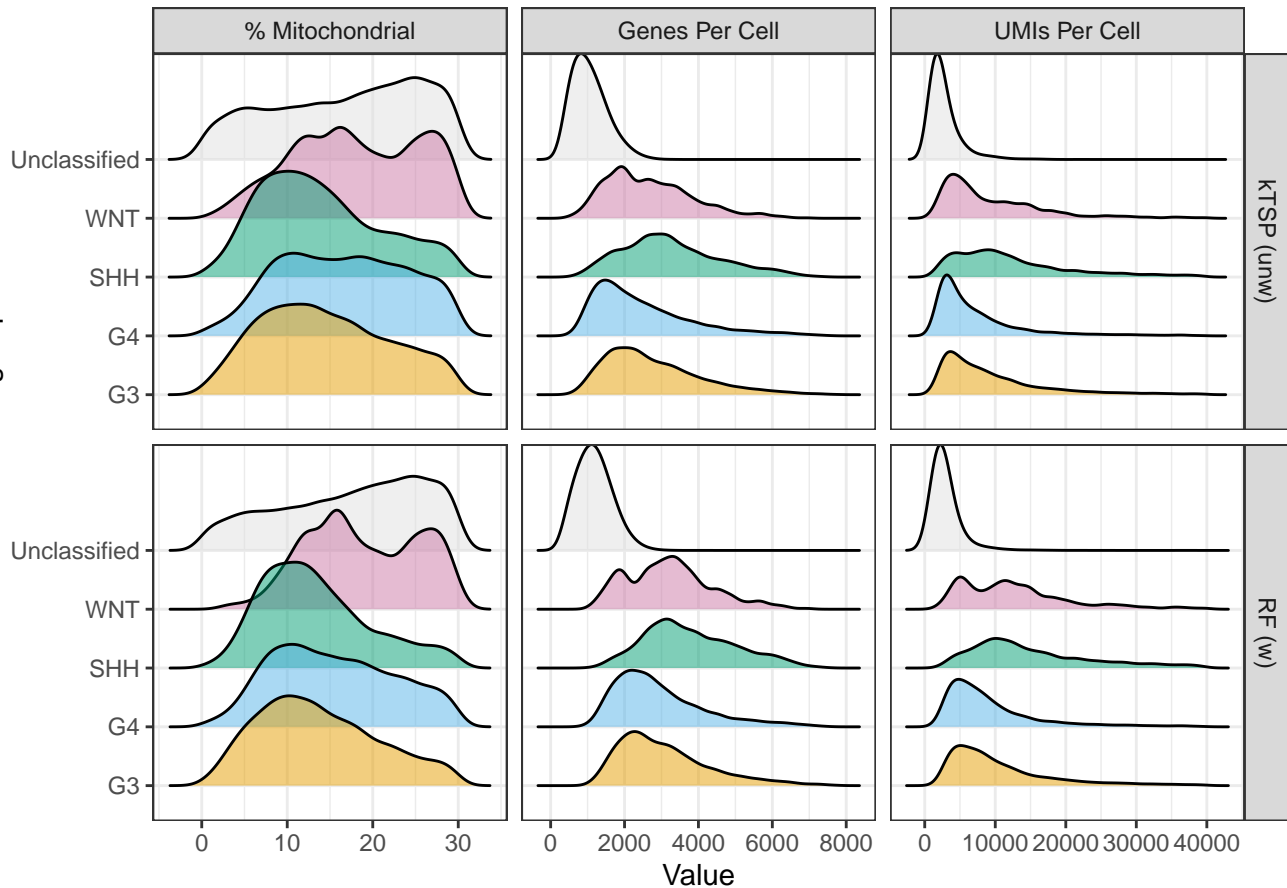 % Mitochondrial
Genes Per Cell
UMIs Per Cell
Unclassified
WNT
SHH
G4
G3
kTSP (unw)
Unclassified
WNT
SHH
G4
G3
RF (w)
0 10 20 30
0 2000 4000 6000 8000
0 10000 20000 30000 40000
Value